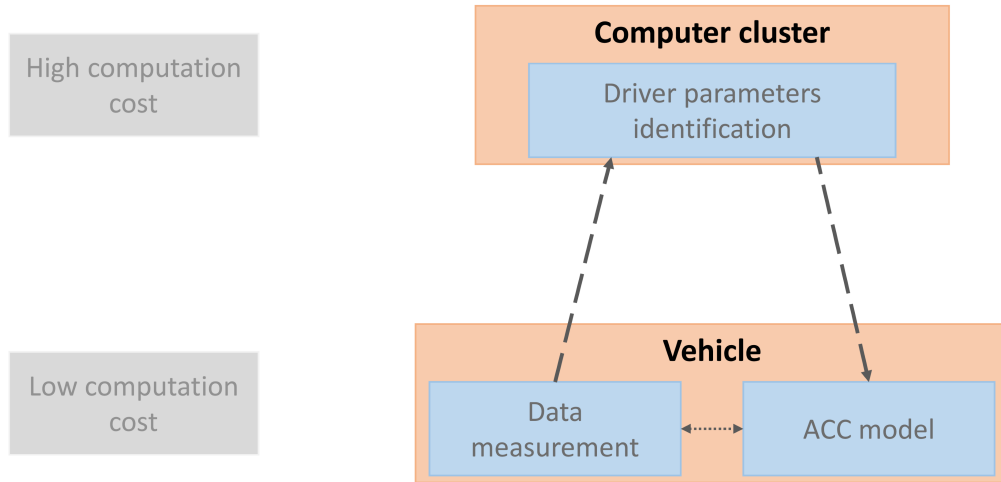 Computer cluster
High computation
cost
Driver parameters
identification
Vehicle
Low computation
cost
Data
measurement
ACC model